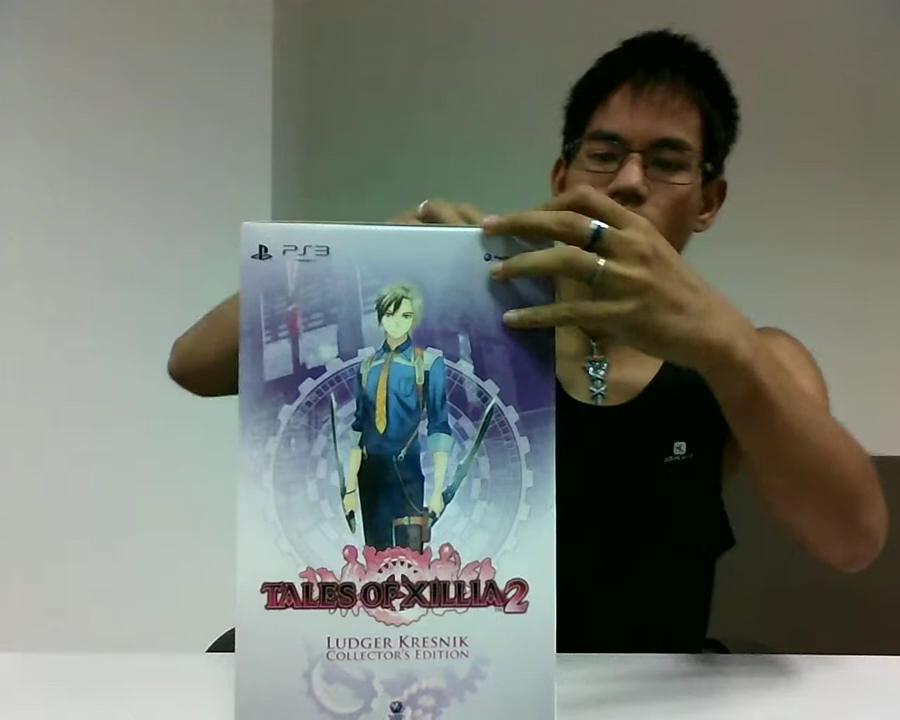 PS3
TALES OF XILLIA 2
LUDGER KRESNIK
COLLECTOR'S EDITION